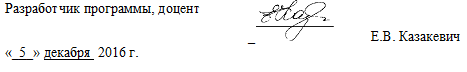 Разработчик программы, доцент
Е.В. Казакевич
« 5 » декабря 2016 г.